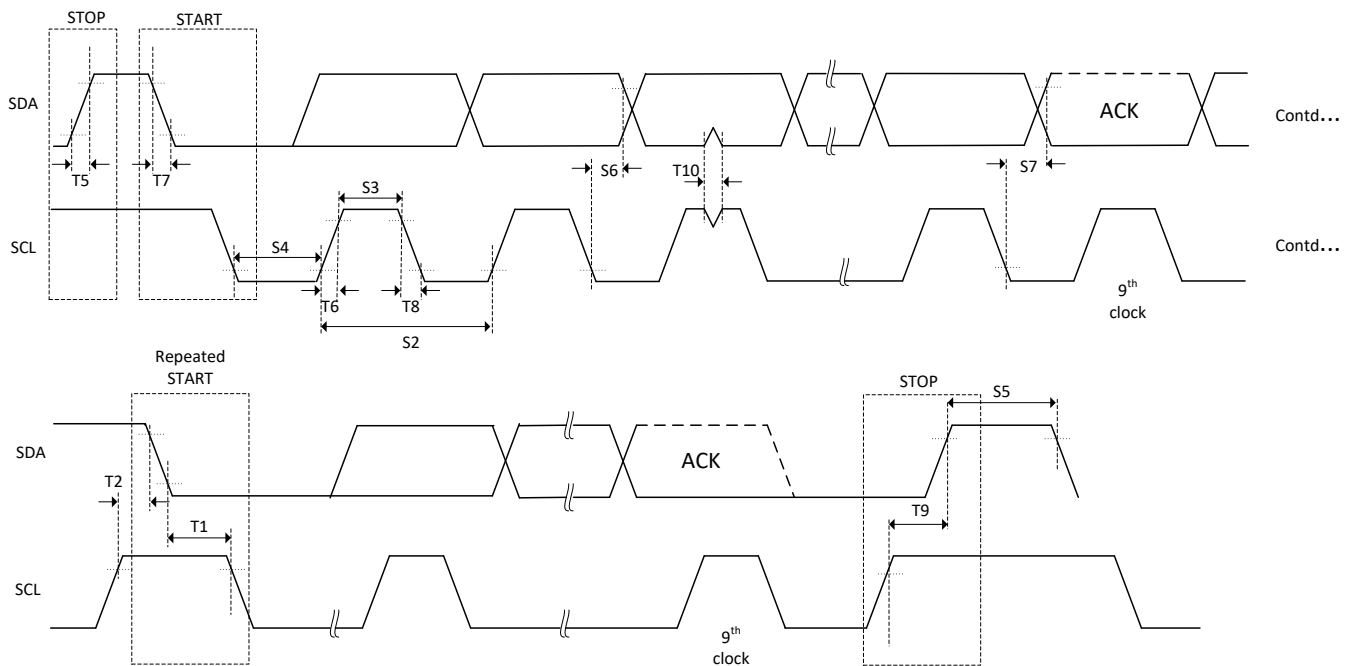 STOP
START
SDA
ACK
Contd...
T5
T7
S6
T10
S7
S3
SCL
S4
Contd...
T6
T8
9th
clock
S2
Repeated
START
STOP
S5
SDA
T2
ACK
T9
T1
SCL
9th
clock